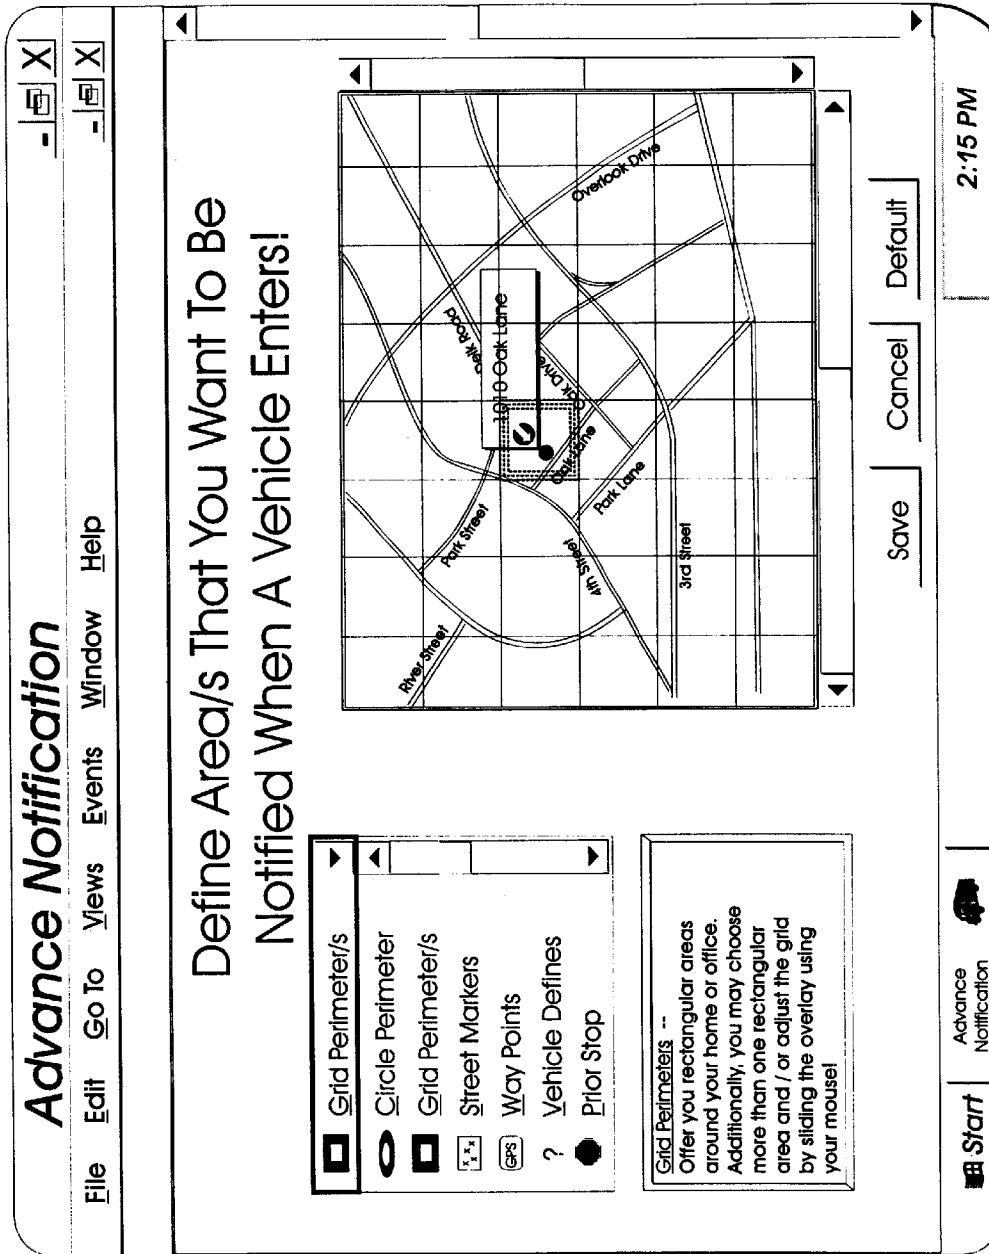 Advance Notification
File Edit Go To Views Events Window Help
Define Area/s That You Want To Be
Notified When A Vehicle Enters!
Grid Perimeter/s
Circle Perimeter
Grid Perimeter/s
Street Markers
GPS Way Points
? Vehicle Defines
Prior Stop
Grid Perimeters --
Offer you rectangular areas
around your home or office.
Additionally, you may choose
more than one rectangular
area and / or adjust the grid
by sliding the overlay using
your mouse!
River Street
Park Street
4th Street
3rd Street
Park Lane
Oak Lane
Oak Drive
1010 Oak Lane
Overlook Drive
Save Cancel Default
Start
Advance
Notification
2:15 PM